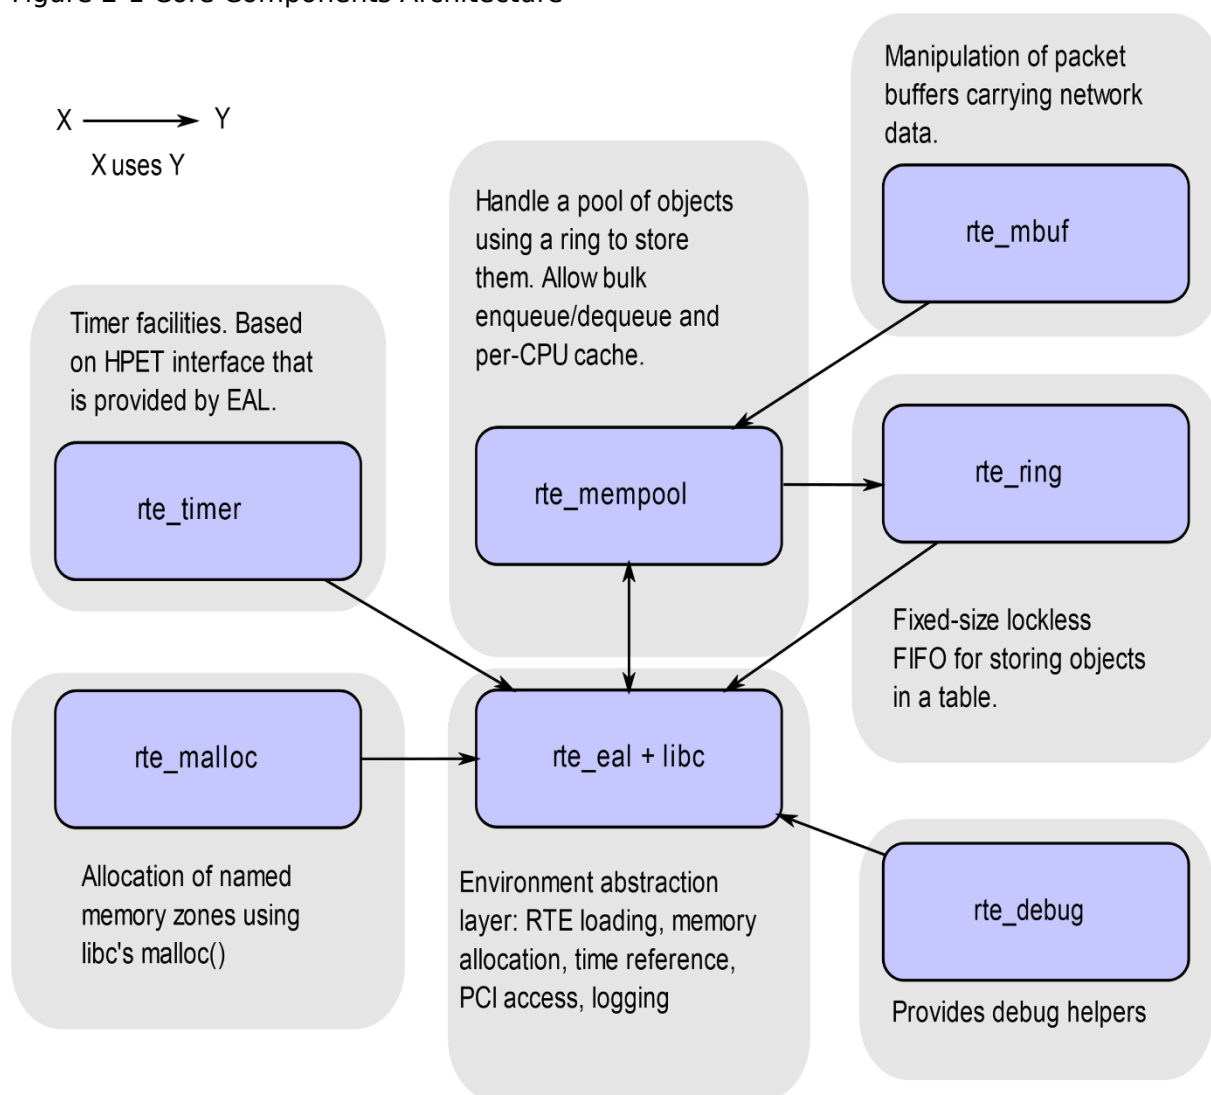 Figure 2-1 Core Components Architecture
X Y
X uses Y
Manipulation of packet
buffers carrying network
data.
rte_mbuf
Handle a pool of objects
using a ring to store
them. Allow bulk
enqueue/dequeue and
per-CPU cache.
rte_mempool
Timer facilities. Based
on HPET interface that
is provided by EAL.
rte_timer
rte_ring
Fixed-size lockless
FIFO for storing objects
in a table.
rte_malloc
Allocation of named
memory zones using
libc's malloc()
rte_eal + libc
Environment abstraction
layer: RTE loading, memory
allocation, time reference,
PCI access, logging
rte_debug
Provides debug helpers